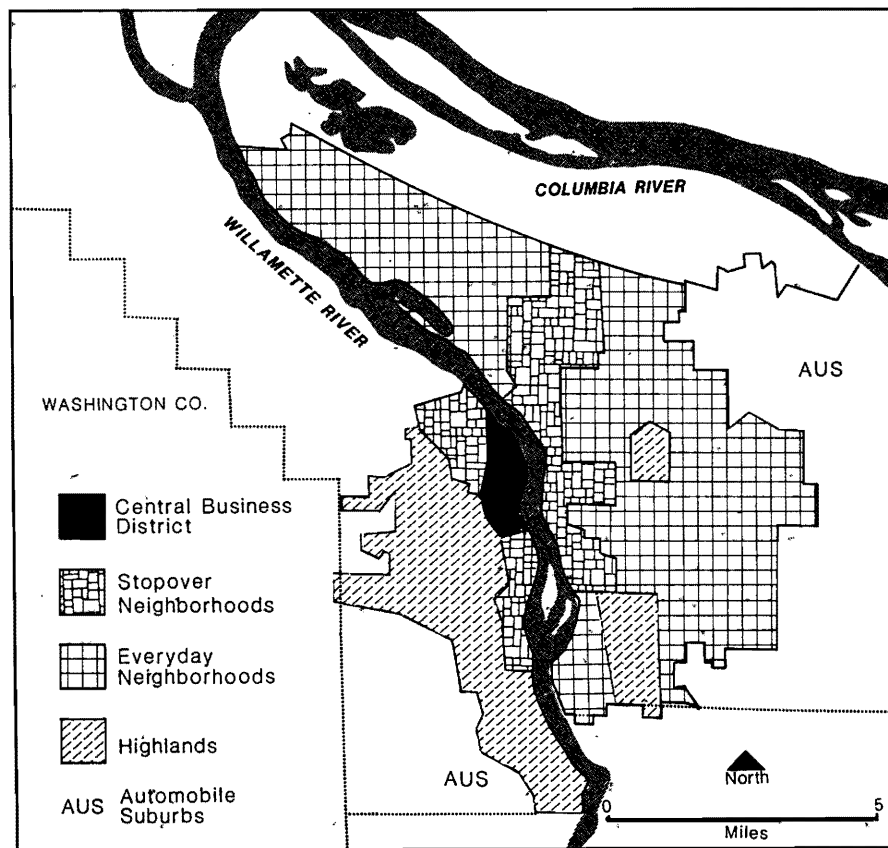 COLUMBIA RIVER
WILLAMETTE RIVER
AUS
WASHINGTON CO.
Central Business
District
Stopover
Neighborhoods
Everyday
Neighborhoods
Highlands
AUS Automobile
Suburbs
AUS
North
0 5
Miles